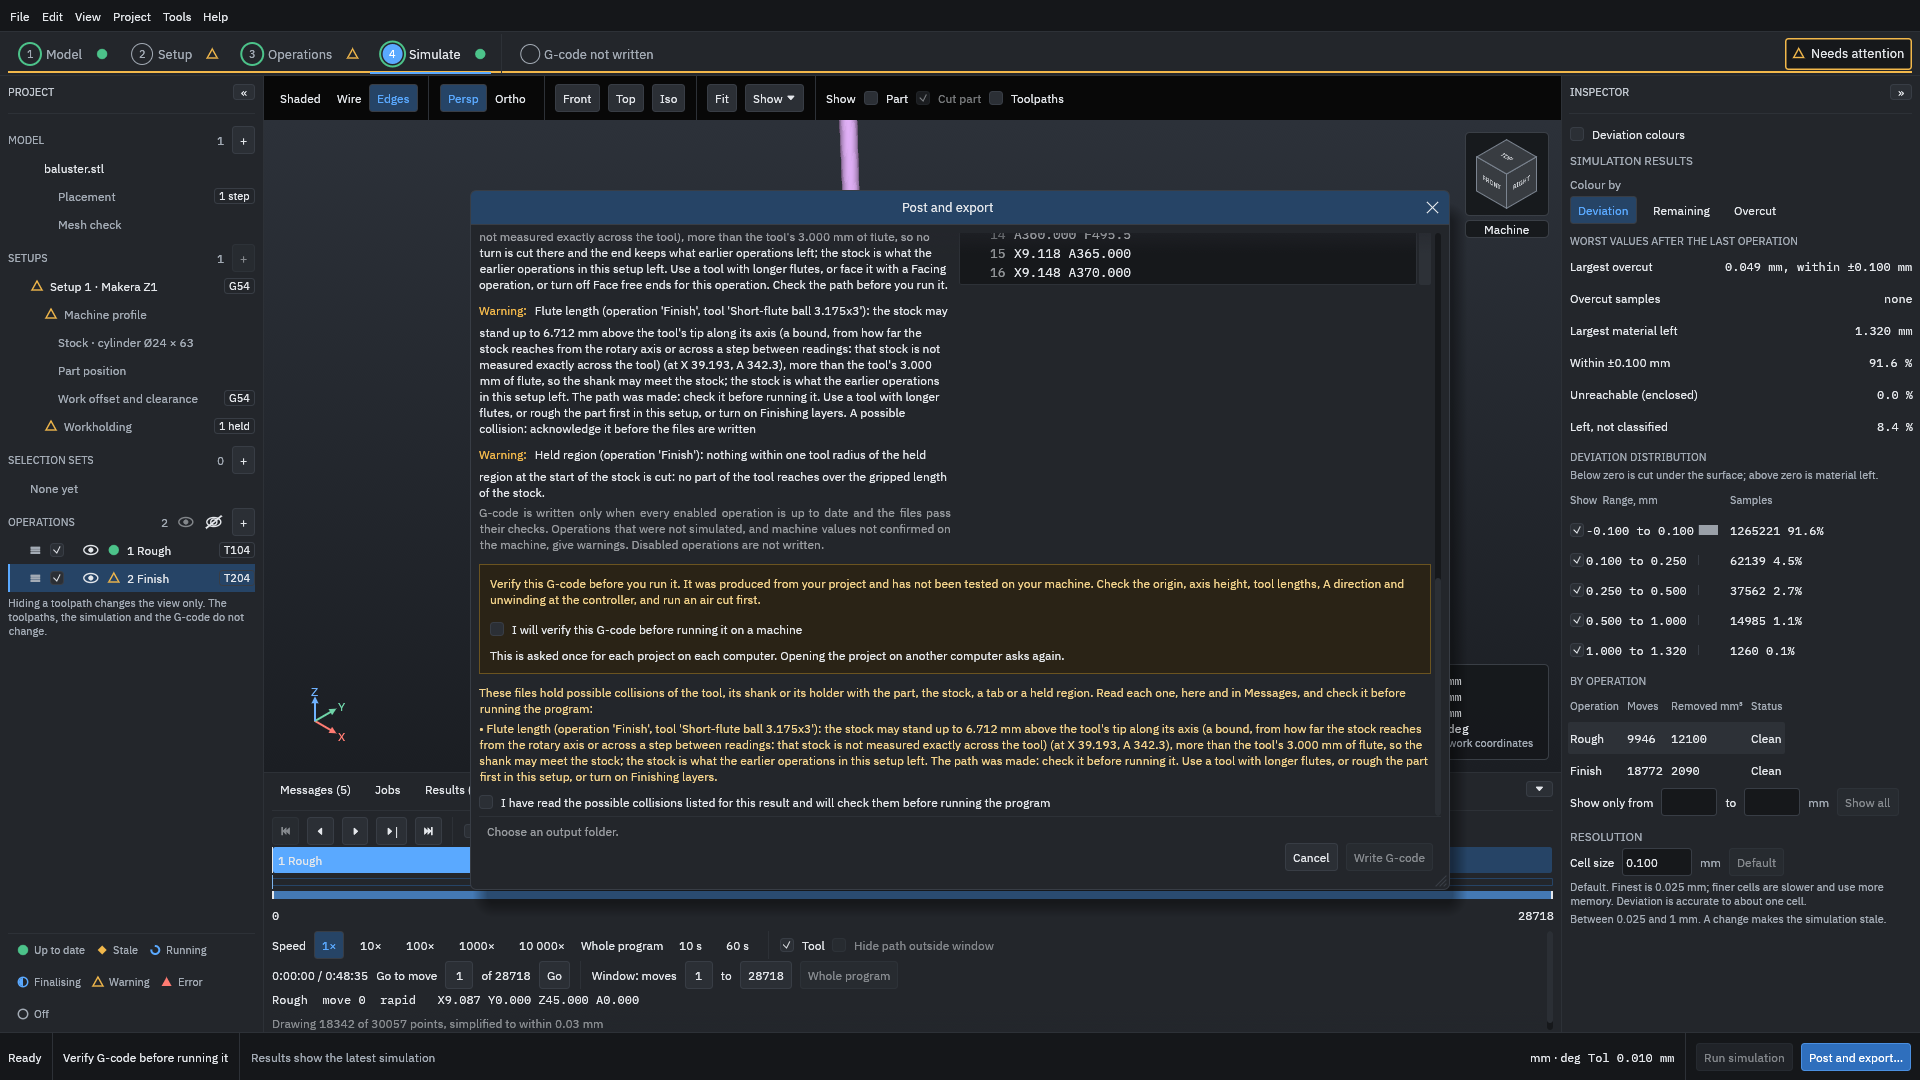 File Edit View Project Tools Help
1 Model 2 Setup 3 Operations 4 Simulate G-code not written Needs attention
PROJECT «
MODEL 1 +
baluster.stl
Placement 1 step
Mesh check
SETUPS 1 +
Setup 1 · Makera Z1 G54
Machine profile
Stock · cylinder Ø24 × 63
Part position
Work offset and clearance G54
Workholding 1 held
SELECTION SETS 0 +
None yet
OPERATIONS 2 +
1 Rough T104
2 Finish T204
Hiding a toolpath changes the view only. The
toolpaths, the simulation and the G-code do not
change.
Up to date Stale Running
Finalising Warning Error
Off
Shaded Wire Edges Persp Ortho Front Top Iso Fit Show Show Part Cut part Toolpaths
TOP
FRONT RIGHT
Machine
Z
Y
X
Post and export
not measured exactly across the tool), more than the tool's 3.000 mm of flute, so no
turn is cut there and the end keeps what earlier operations left; the stock is what the
earlier operations in this setup left. Use a tool with longer flutes, or face it with a Facing
operation, or turn off Face free ends for this operation. Check the path before you run it.
Warning: Flute length (operation 'Finish', tool 'Short-flute ball 3.175x3'): the stock may
stand up to 6.712 mm above the tool's tip along its axis (a bound, from how far the
stock reaches from the rotary axis or across a step between readings: that stock is not
measured exactly across the tool) (at X 39.193, A 342.3), more than the tool's 3.000
mm of flute, so the shank may meet the stock; the stock is what the earlier operations
in this setup left. The path was made: check it before running it. Use a tool with longer
flutes, or rough the part first in this setup, or turn on Finishing layers. A possible
collision: acknowledge it before the files are written
Warning: Held region (operation 'Finish'): nothing within one tool radius of the held
region at the start of the stock is cut: no part of the tool reaches over the gripped length
of the stock.
G-code is written only when every enabled operation is up to date and the files pass
their checks. Operations that were not simulated, and machine values not confirmed on
the machine, give warnings. Disabled operations are not written.
14 A360.000 F495.5
15 X9.118 A365.000
16 X9.148 A370.000
Verify this G-code before you run it. It was produced from your project and has not been tested on your machine. Check the origin, axis height, tool lengths, A direction and
unwinding at the controller, and run an air cut first.
I will verify this G-code before running it on a machine
This is asked once for each project on each computer. Opening the project on another computer asks again.
These files hold possible collisions of the tool, its shank or its holder with the part, the stock, a tab or a held region. Read each one, here and in Messages, and check it before
running the program:
• Flute length (operation 'Finish', tool 'Short-flute ball 3.175x3'): the stock may stand up to 6.712 mm above the tool's tip along its axis (a bound, from how far the stock reaches
from the rotary axis or across a step between readings: that stock is not measured exactly across the tool) (at X 39.193, A 342.3), more than the tool's 3.000 mm of flute, so the
shank may meet the stock; the stock is what the earlier operations in this setup left. The path was made: check it before running it. Use a tool with longer flutes, or rough the part
first in this setup, or turn on Finishing layers.
I have read the possible collisions listed for this result and will check them before running the program
Choose an output folder.
Cancel Write G-code
mm
mm
mm
deg
work coordinates
Messages (5) Jobs Results (
1 Rough
0 28718
Speed 1× 10× 100× 1000× 10 000× Whole program 10 s 60 s Tool Hide path outside window
0:00:00 / 0:48:35 Go to move 1 of 28718 Go Window: moves 1 to 28718 Whole program
Rough move 0 rapid X9.087 Y0.000 Z45.000 A0.000
Drawing 18342 of 30057 points, simplified to within 0.03 mm
INSPECTOR »
Deviation colours
SIMULATION RESULTS
Colour by
Deviation Remaining Overcut
WORST VALUES AFTER THE LAST OPERATION
Largest overcut 0.049 mm, within ±0.100 mm
Overcut samples none
Largest material left 1.320 mm
Within ±0.100 mm 91.6 %
Unreachable (enclosed) 0.0 %
Left, not classified 8.4 %
DEVIATION DISTRIBUTION
Below zero is cut under the surface; above zero is material left.
Show Range, mm Samples
-0.100 to 0.100 1265221 91.6%
0.100 to 0.250 62139 4.5%
0.250 to 0.500 37562 2.7%
0.500 to 1.000 14985 1.1%
1.000 to 1.320 1260 0.1%
BY OPERATION
Operation Moves Removed mm³ Status
Rough 9946 12100 Clean
Finish 18772 2090 Clean
Show only from to mm Show all
RESOLUTION
Cell size 0.100 mm Default
Default. Finest is 0.025 mm; finer cells are slower and use more
memory. Deviation is accurate to about one cell.
Between 0.025 and 1 mm. A change makes the simulation stale.
Ready Verify G-code before running it Results show the latest simulation mm · deg Tol 0.010 mm Run simulation Post and export...